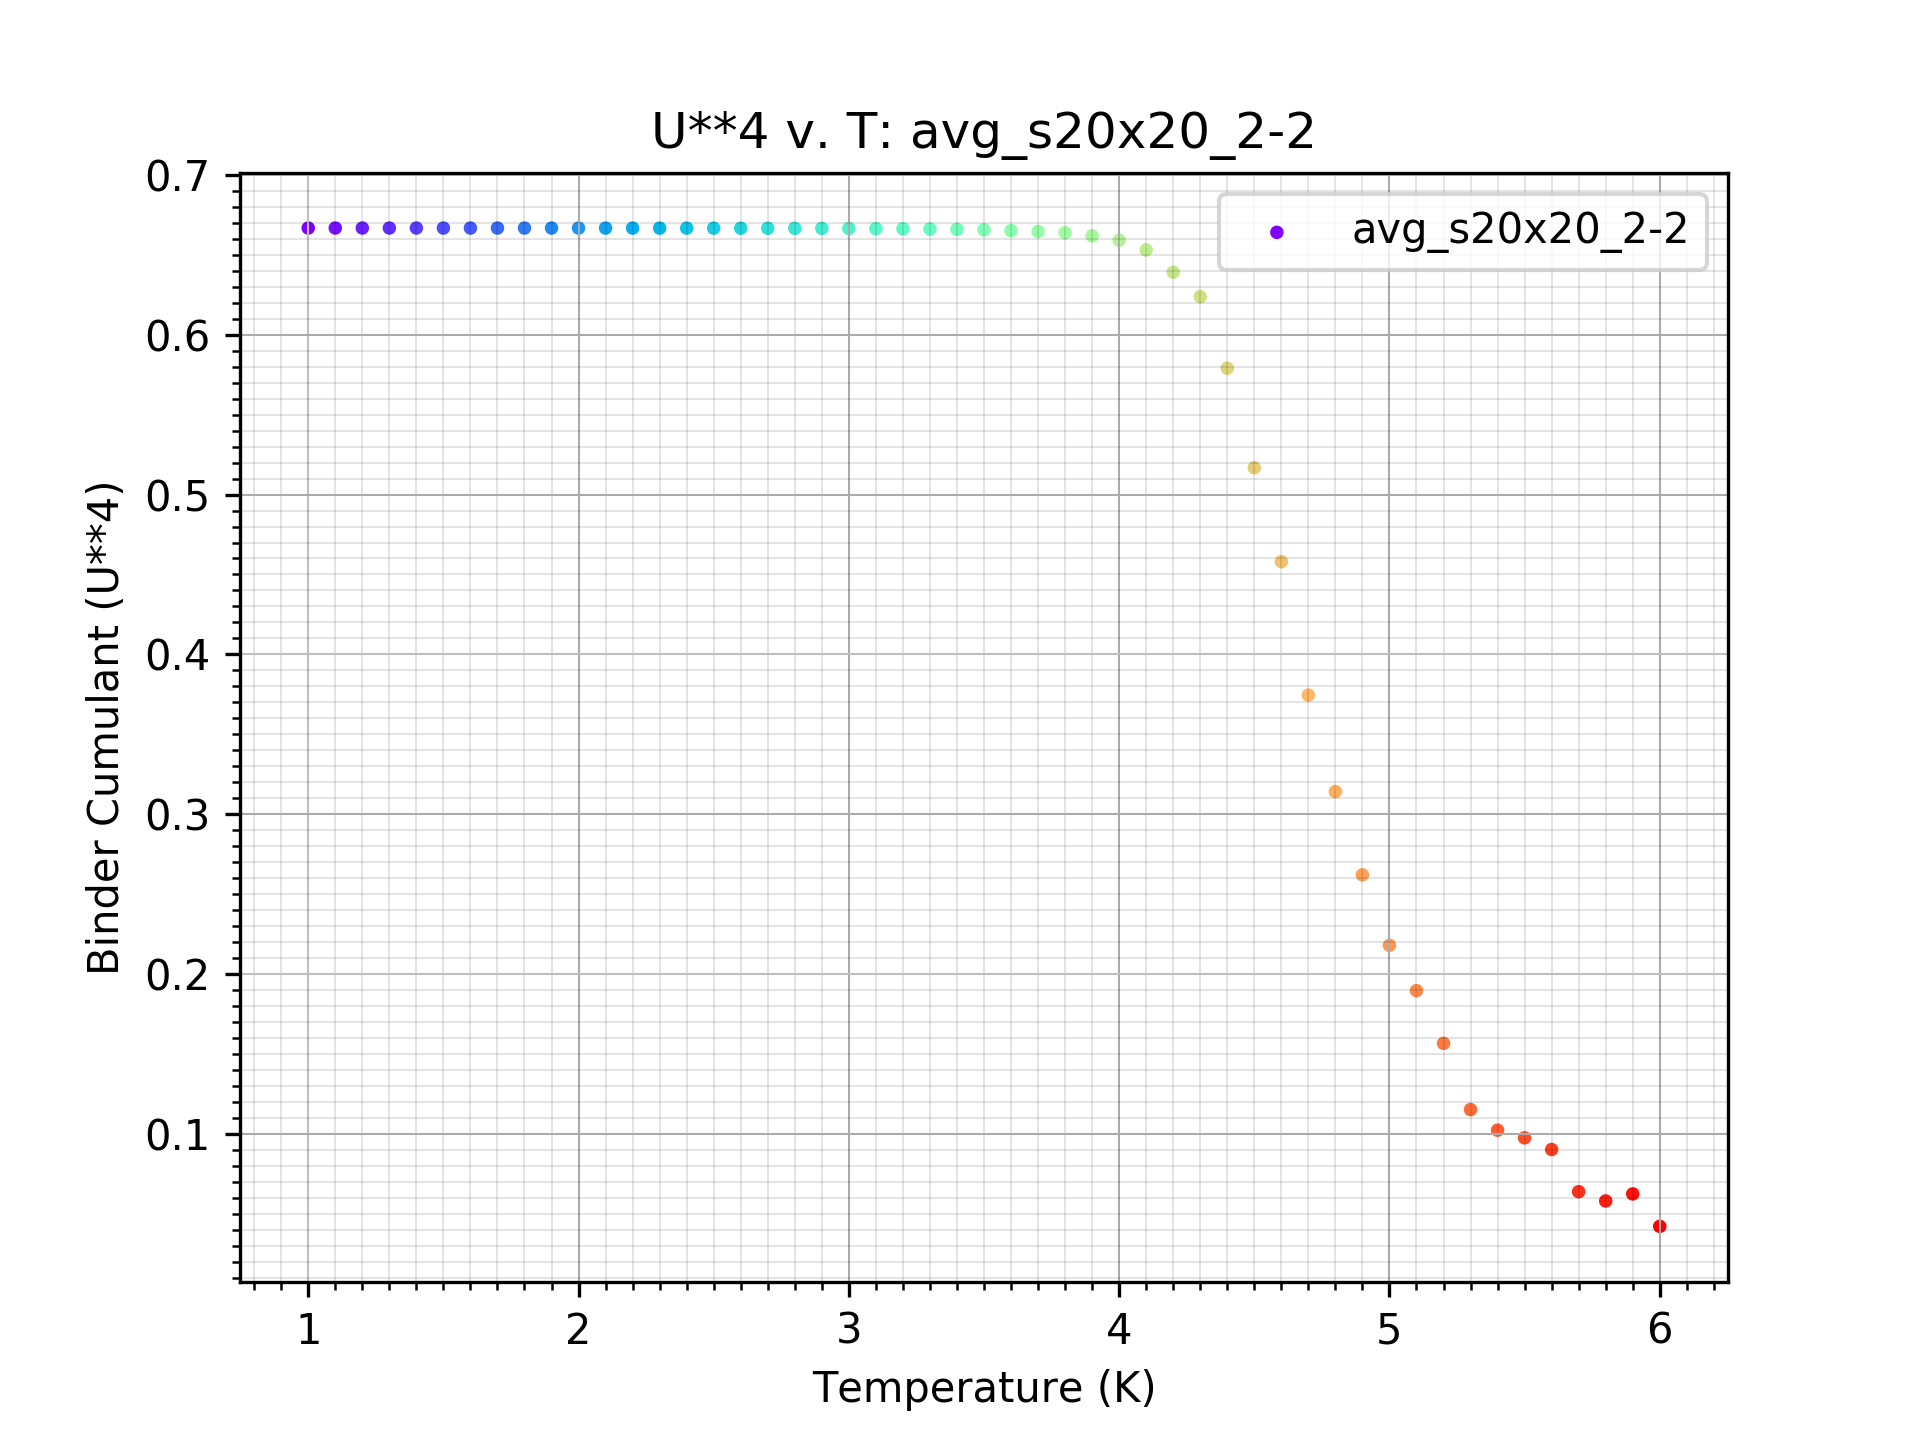 U**4 v. T: avg_s20x20_2-2
avg_s20x20_2-2
Binder Cumulant (U**4)
0.7
0.6
0.5
0.4
0.3
0.2
0.1
1 2 3 4 5 6
Temperature (K)